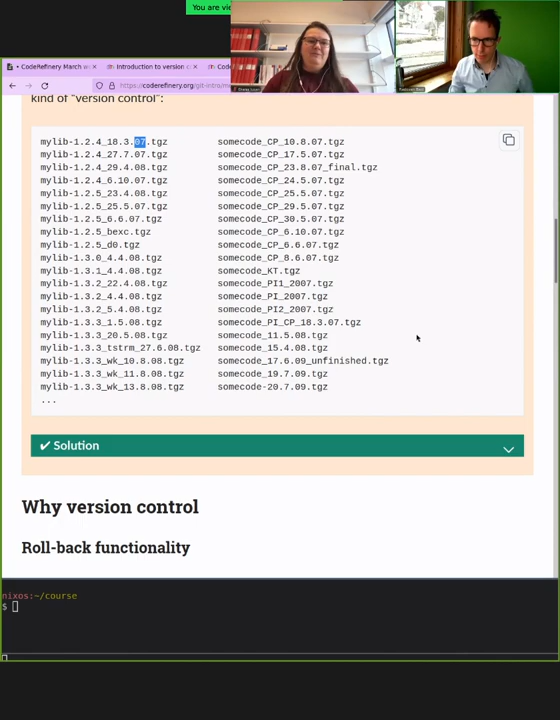 You are vie
• CodeRefinery March w
Introduction to version c
Cod
https://coderefinery.org/git-intro/mo
kind of "version control":
mylib-1.2.4_18.3.07.tgz somecode_CP_10.8.07.tgz
mylib-1.2.4_27.7.07.tgz somecode_CP_17.5.07.tgz
mylib-1.2.4_29.4.08.tgz somecode_CP_23.8.07_final.tgz
mylib-1.2.4_6.10.07.tgz somecode_CP_24.5.07.tgz
mylib-1.2.5_23.4.08.tgz somecode_CP_25.5.07.tgz
mylib-1.2.5_25.5.07.tgz somecode_CP_29.5.07.tgz
mylib-1.2.5_6.6.07.tgz somecode_CP_30.5.07.tgz
mylib-1.2.5_bexc.tgz somecode_CP_6.10.07.tgz
mylib-1.2.5_d0.tgz somecode_CP_6.6.07.tgz
mylib-1.3.0_4.4.08.tgz somecode_CP_8.6.07.tgz
mylib-1.3.1_4.4.08.tgz somecode_KT.tgz
mylib-1.3.2_22.4.08.tgz somecode_PI1_2007.tgz
mylib-1.3.2_4.4.08.tgz somecode_PI_2007.tgz
mylib-1.3.2_5.4.08.tgz somecode_PI2_2007.tgz
mylib-1.3.3_1.5.08.tgz somecode_PI_CP_18.3.07.tgz
mylib-1.3.3_20.5.08.tgz somecode_11.5.08.tgz
mylib-1.3.3_tstrm_27.6.08.tgz somecode_15.4.08.tgz
mylib-1.3.3_wk_10.8.08.tgz somecode_17.6.09_unfinished.tgz
mylib-1.3.3_wk_11.8.08.tgz somecode_19.7.09.tgz
mylib-1.3.3_wk_13.8.08.tgz somecode-20.7.09.tgz
...
✔ Solution
Why version control
Roll-back functionality
nixos:~/course
$